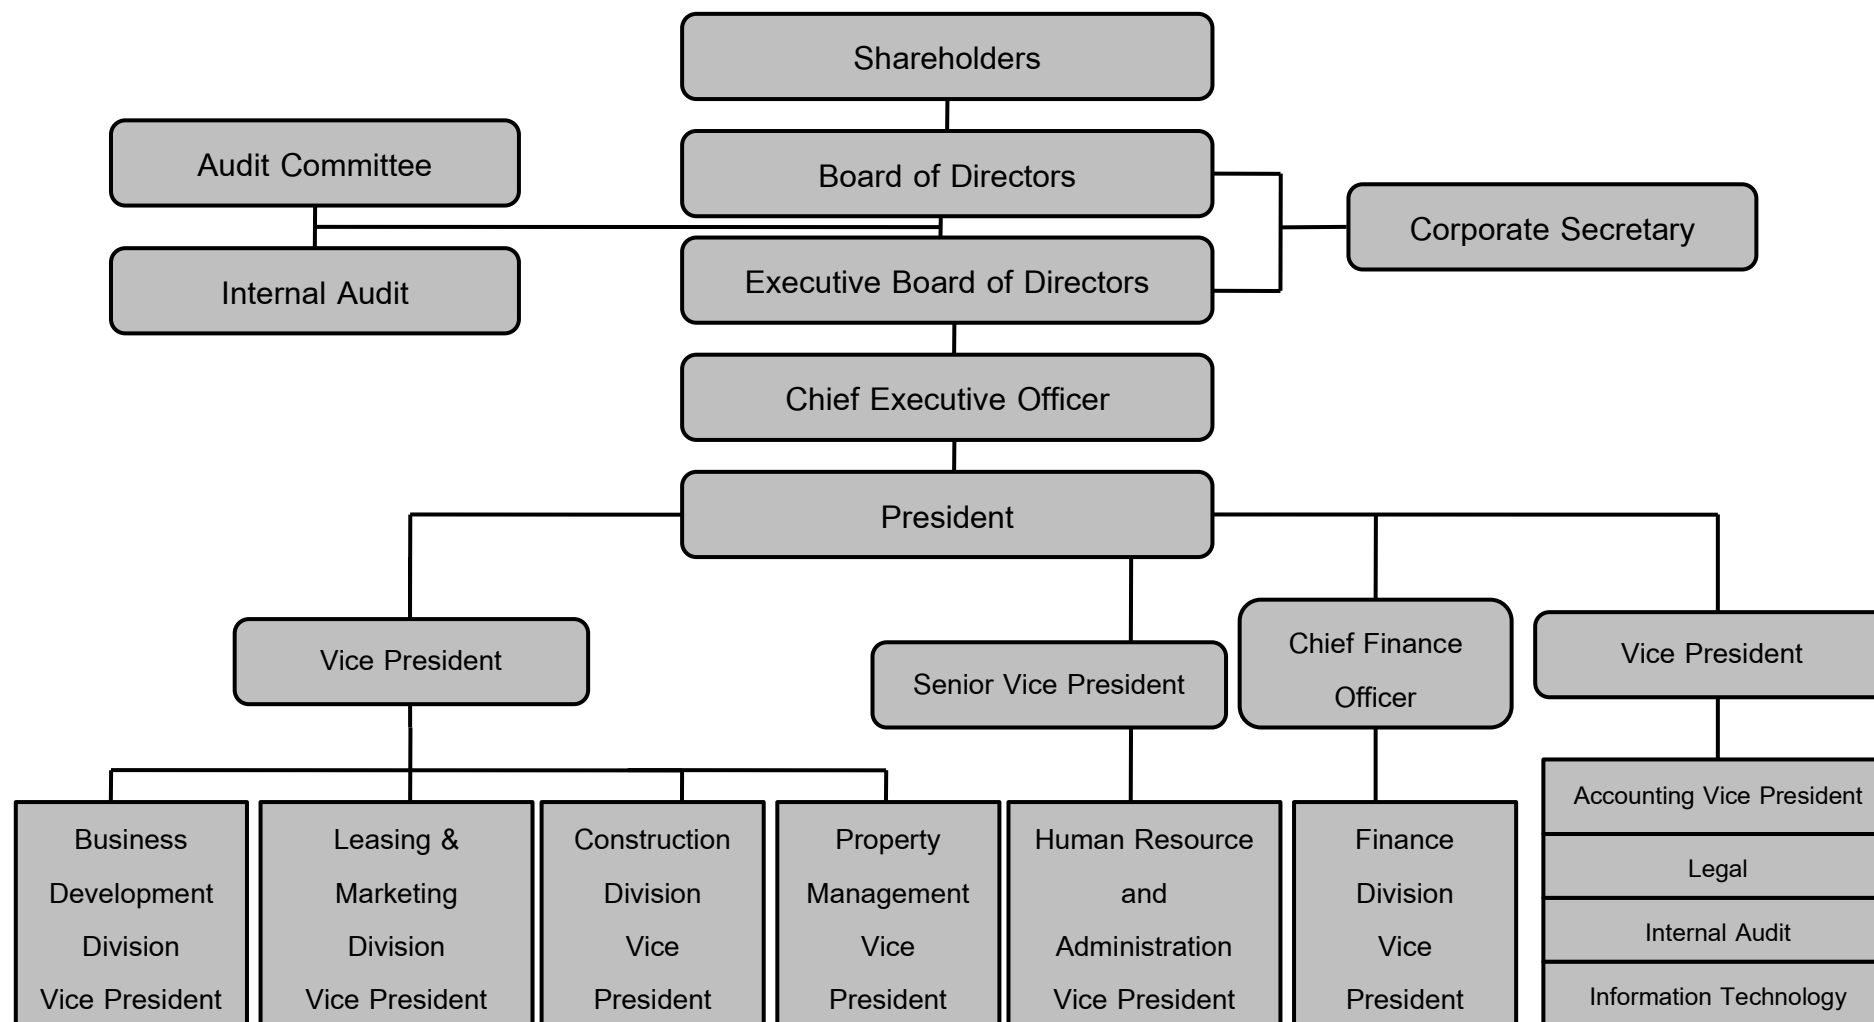 Shareholders
Audit Committee
Board of Directors
Corporate Secretary
Internal Audit
Executive Board of Directors
Chief Executive Officer
President
Vice President
Senior Vice President
Chief Finance
Officer
Vice President
Business
Development
Division
Vice President
Leasing &
Marketing
Division
Vice President
Construction
Division
Vice
President
Property
Management
Vice
President
Human Resource
and
Administration
Vice President
Finance
Division
Vice
President
Accounting Vice President
Legal
Internal Audit
Information Technology